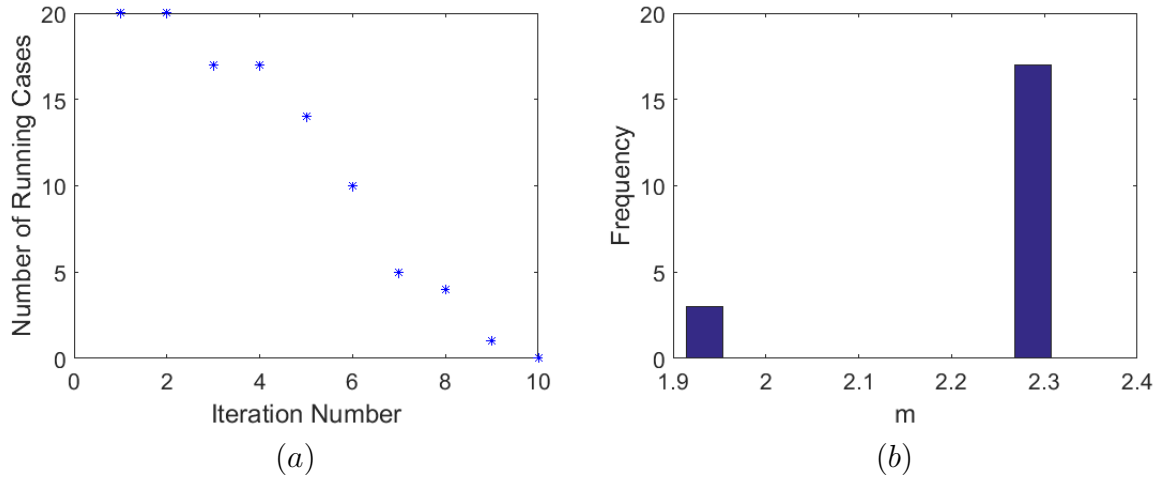 20
15
10
5
0
Number of Running Cases
0 2 4 6 8 10
Iteration Number
(a)
20
15
10
5
0
Frequency
1.9 2 2.1 2.2 2.3 2.4
m
(b)